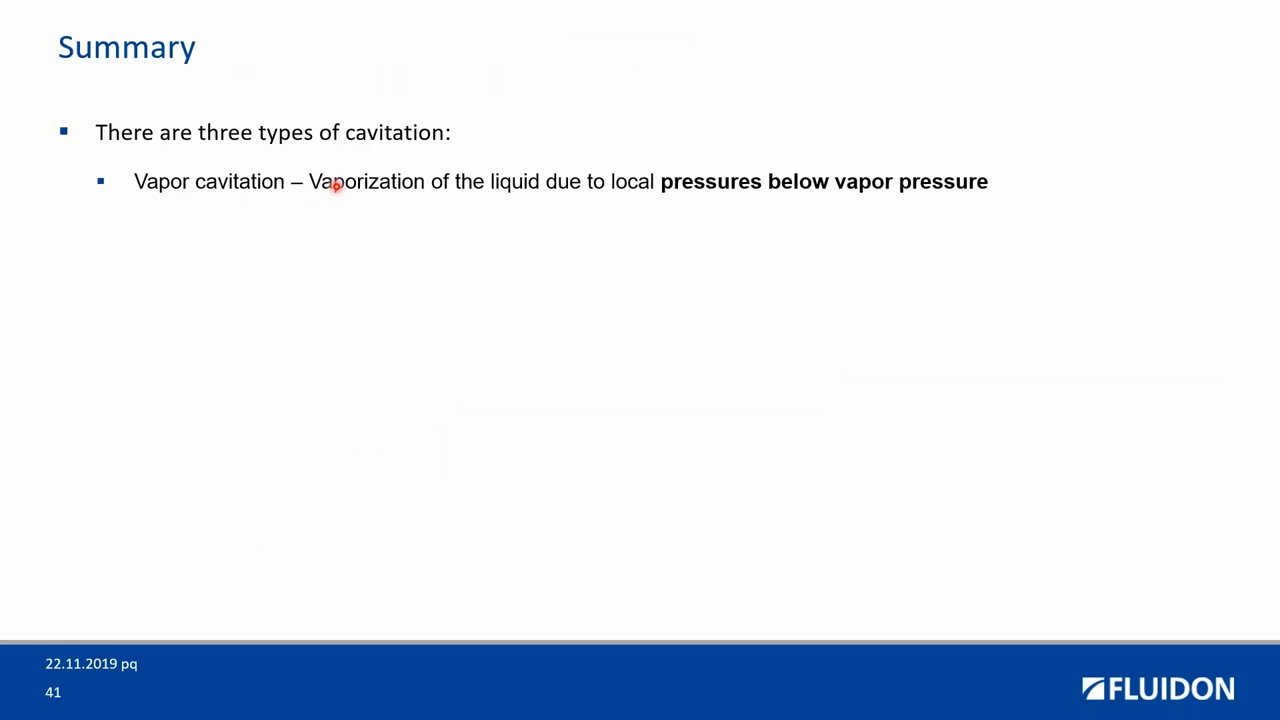 Summary
There are three types of cavitation:
Vapor cavitation – Vaporization of the liquid due to local pressures below vapor pressure
22.11.2019 pq
41
FLUIDON